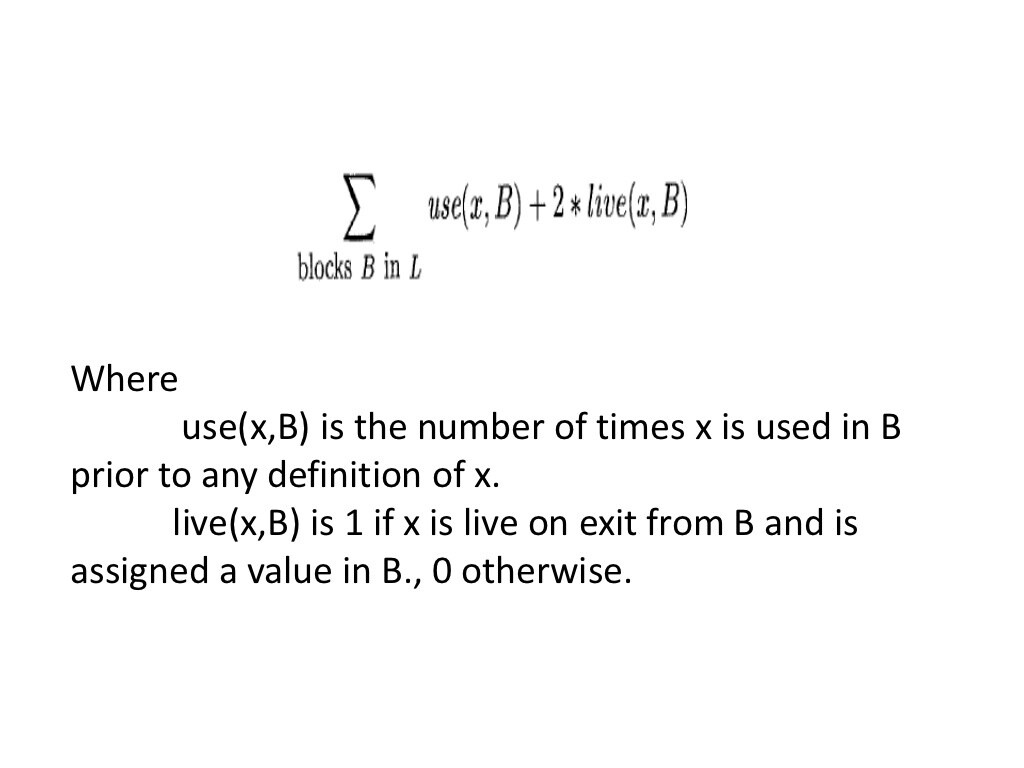 ∑ use(x, B) + 2 * live(x, B)
blocks B in L
Where
use(x,B) is the number of times x is used in B
prior to any definition of x.
live(x,B) is 1 if x is live on exit from B and is
assigned a value in B., 0 otherwise.